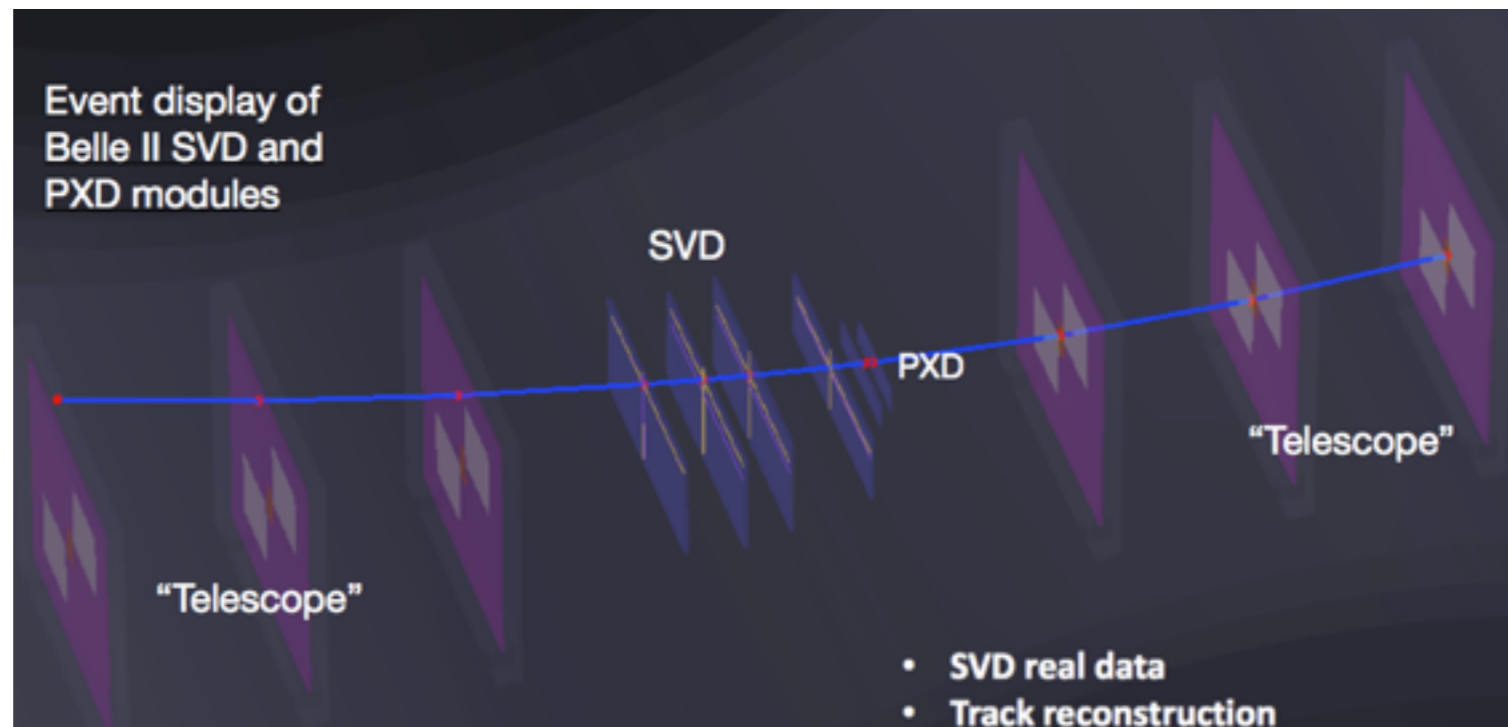 Event display of
Belle II SVD and
PXD modules
SVD
PXD
“Telescope”
“Telescope”
• SVD real data
• Track reconstruction